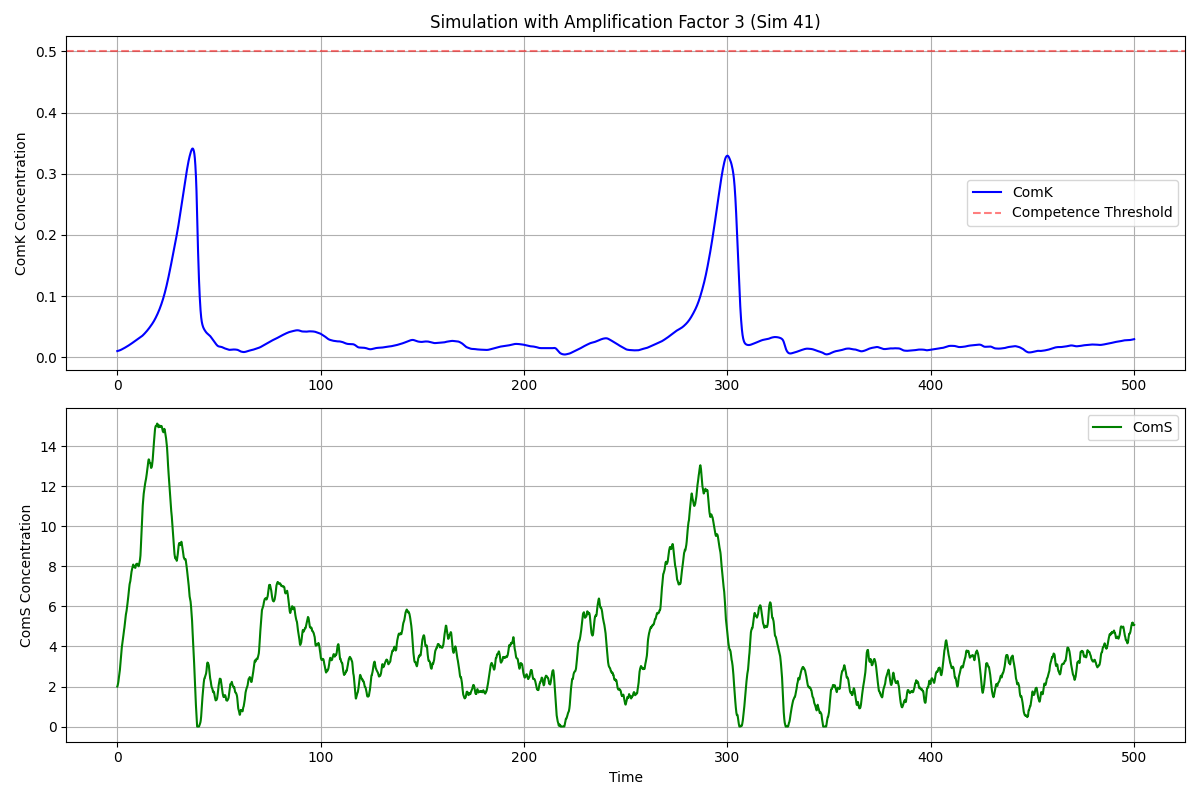 Simulation with Amplification Factor 3 (Sim 41)
0.5
0.4
0.3
0.2
0.1
0.0
ComK Concentration
ComK
Competence Threshold
0 100 200 300 400 500
14
12
10
8
6
4
2
0
ComS Concentration
ComS
0 100 200 300 400 500
Time